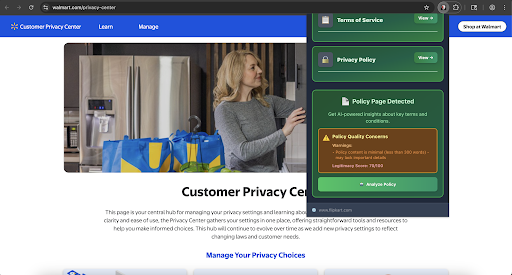 walmart.com/privacy-center
Customer Privacy Center
Learn
Manage
Shop at Walmart
Terms of Service
View →
Privacy Policy
View →
Policy Page Detected
Get AI-powered insights about key terms and
conditions.
Policy Quality Concerns
Warnings:
- Policy content is minimal (less than 500 words) -
may lack important details
Legitimacy Score: 70/100
Analyze Policy
www.walmart.com
Customer Privacy Cen
This page is your central hub for managing your privacy settings and learning abou
clarity and ease of use, the Privacy Center gathers your settings in one place, offering straightforward tools and resources to
help you make informed choices. This hub will continue to evolve over time as we add new privacy settings to reflect
changing laws and customer needs.
Manage Your Privacy Choices